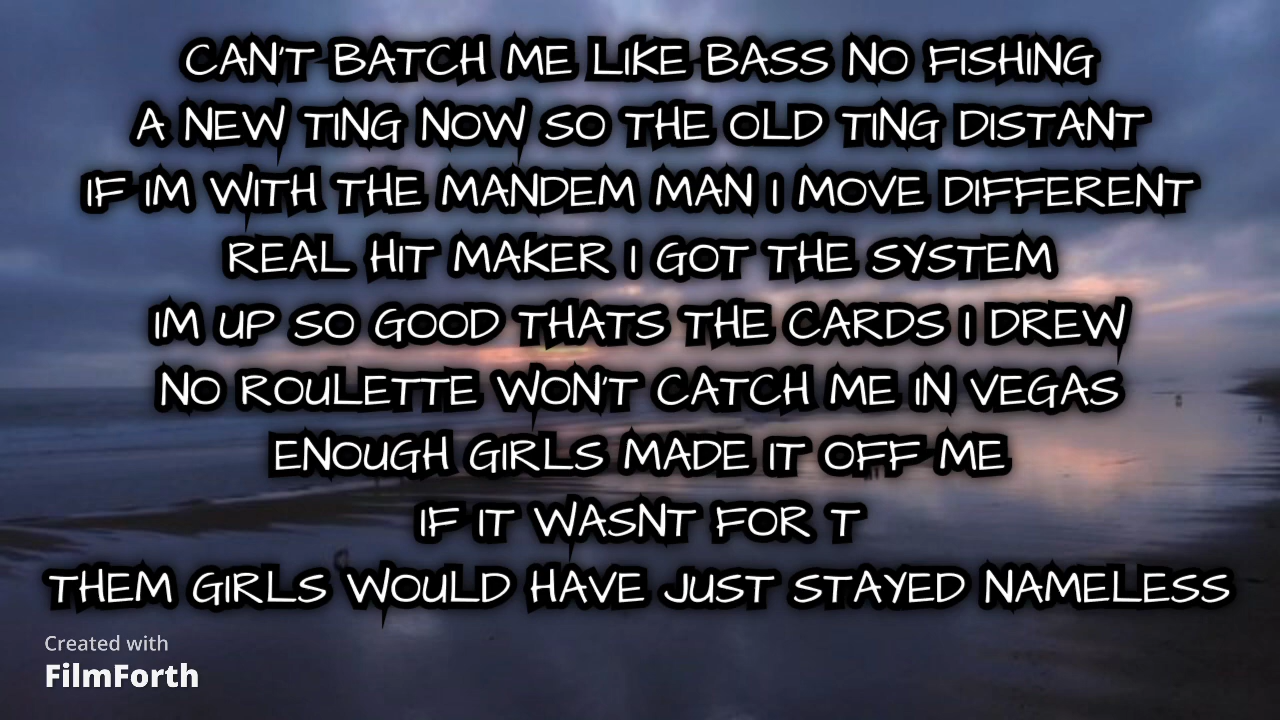 CAN'T BATCH ME LIKE BASS NO FISHING
A NEW TING NOW SO THE OLD TING DISTANT
IF IM WITH THE MANDEM MAN I MOVE DIFFERENT
REAL HIT MAKER I GOT THE SYSTEM
IM UP SO GOOD THATS THE CARDS I DREW
NO ROULETTE WON'T CATCH ME IN VEGAS
ENOUGH GIRLS MADE IT OFF ME
IF IT WASNT FOR T
THEM GIRLS WOULD HAVE JUST STAYED NAMELESS
Created with
FilmForth